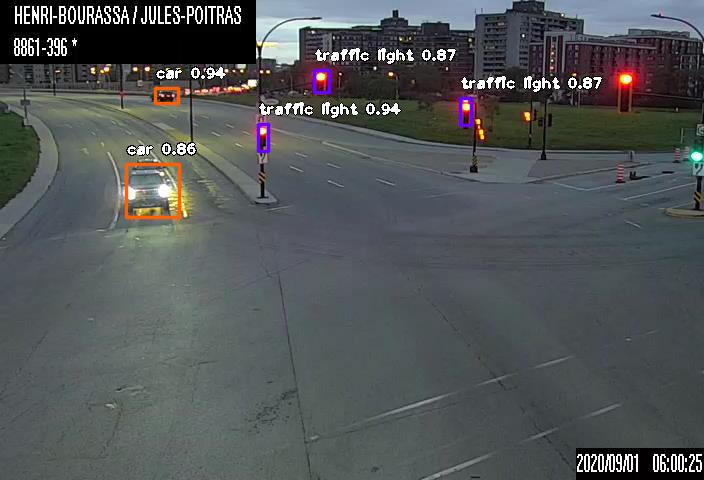 HENRI-BOURASSA / JULES-POITRAS
8861-396 *
traffic light 0.87
car 0.94
traffic light 0.87
traffic light 0.94
car 0.86
2020/09/01 06:00:25